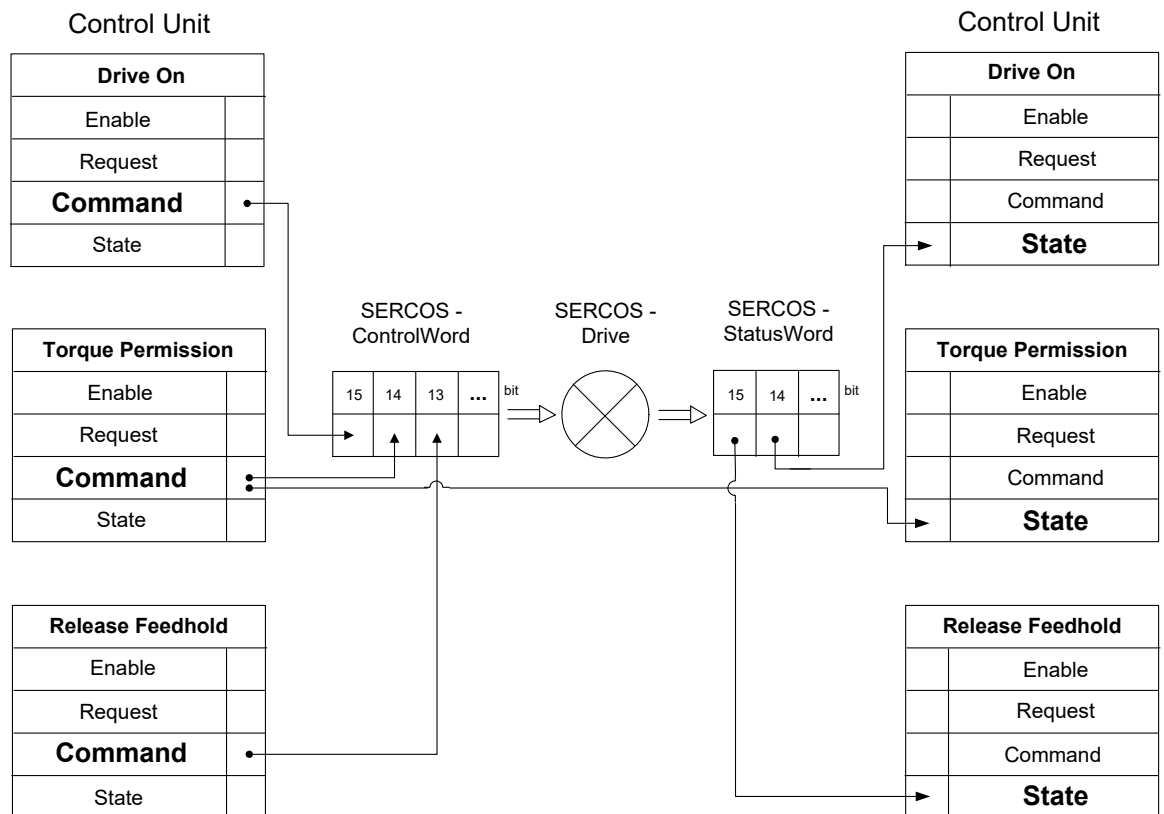 Control Unit
Drive On
Enable
Request
Command
State
Torque Permission
Enable
Request
Command
State
Release Feedhold
Enable
Request
Command
State
SERCOS -
ControlWord
15 14 13 ... bit
SERCOS -
Drive
SERCOS -
StatusWord
15 14 ... bit
Control Unit
Drive On
Enable
Request
Command
State
Torque Permission
Enable
Request
Command
State
Release Feedhold
Enable
Request
Command
State